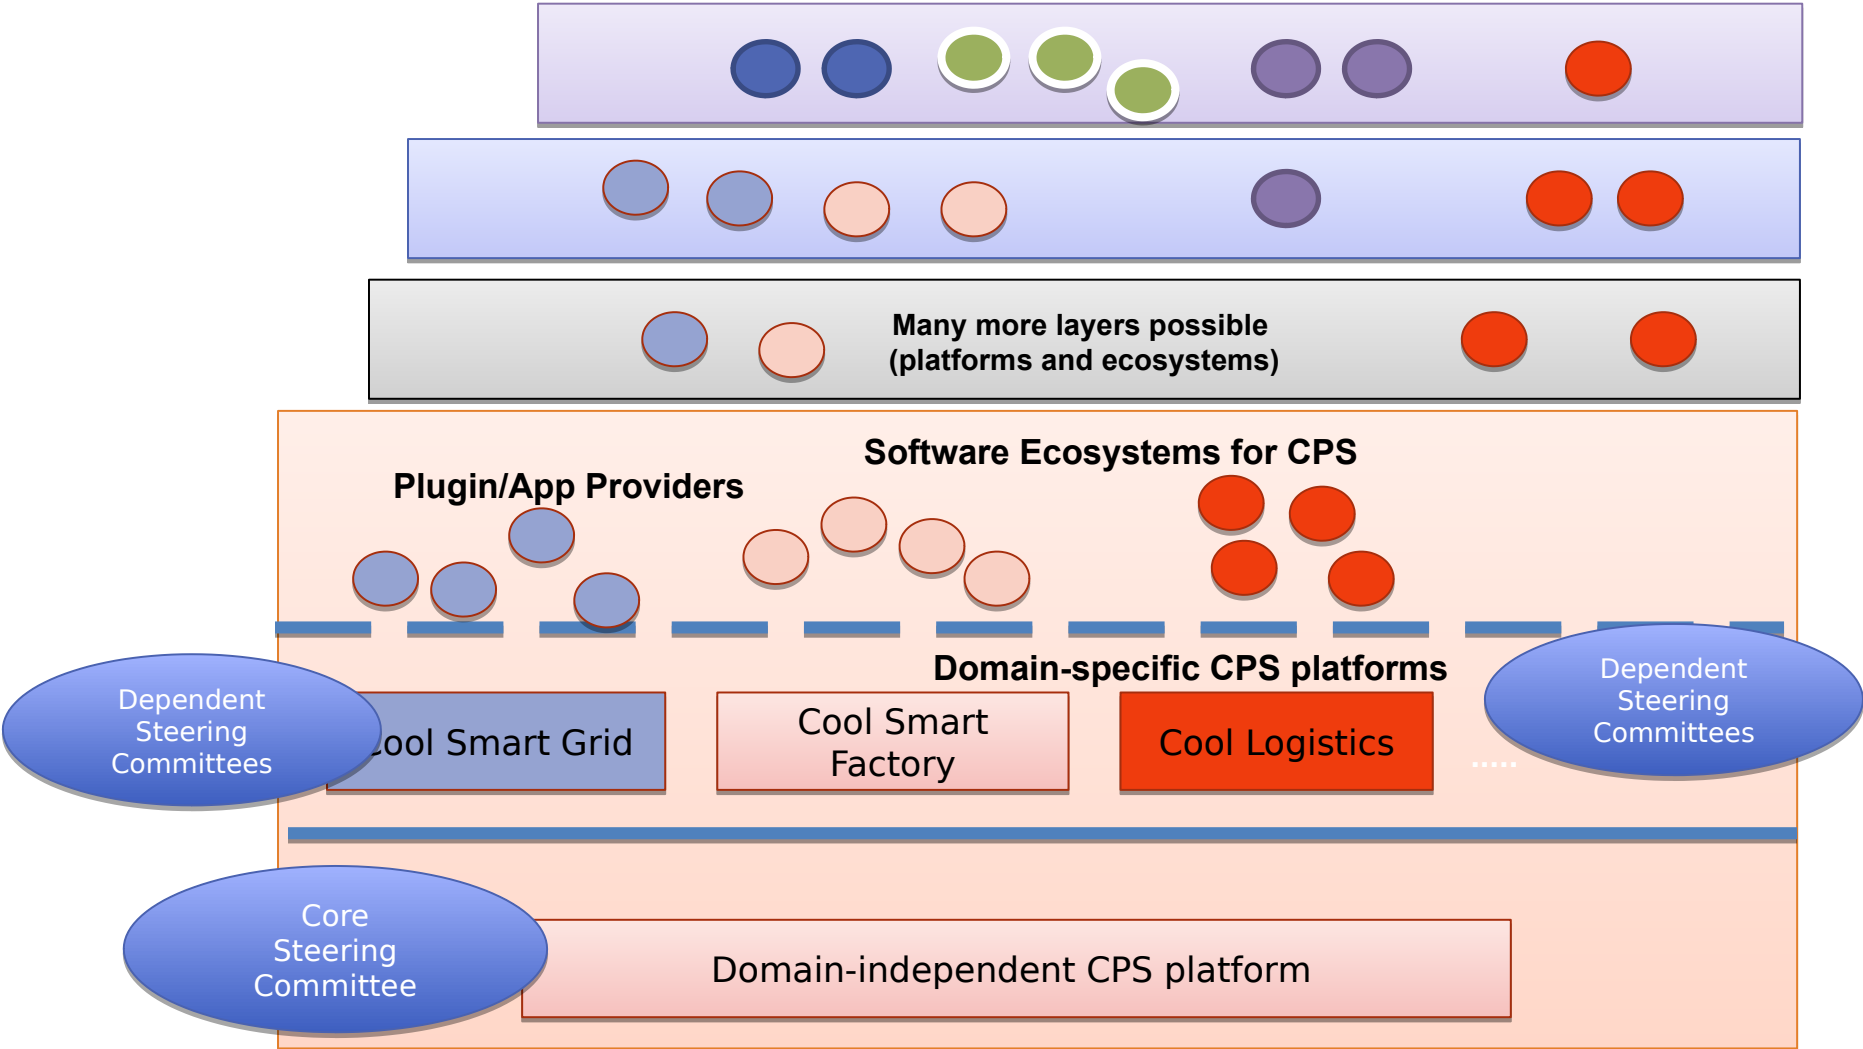 Many more layers possible
(platforms and ecosystems)
Software Ecosystems for CPS
Plugin/App Providers
Domain-specific CPS platforms
Dependent
Steering
Committees
Cool Smart Grid
Cool Smart
Factory
Cool Logistics
.....
Dependent
Steering
Committees
Core
Steering
Committee
Domain-independent CPS platform